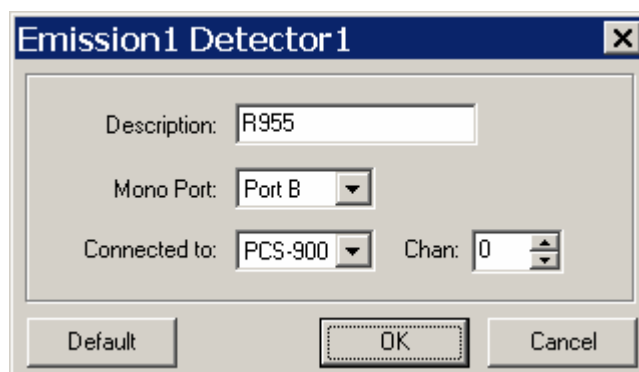 Emission1 Detector1
Description: R955
Mono Port: Port B
Connected to: PCS-900 Chan: 0
Default OK Cancel